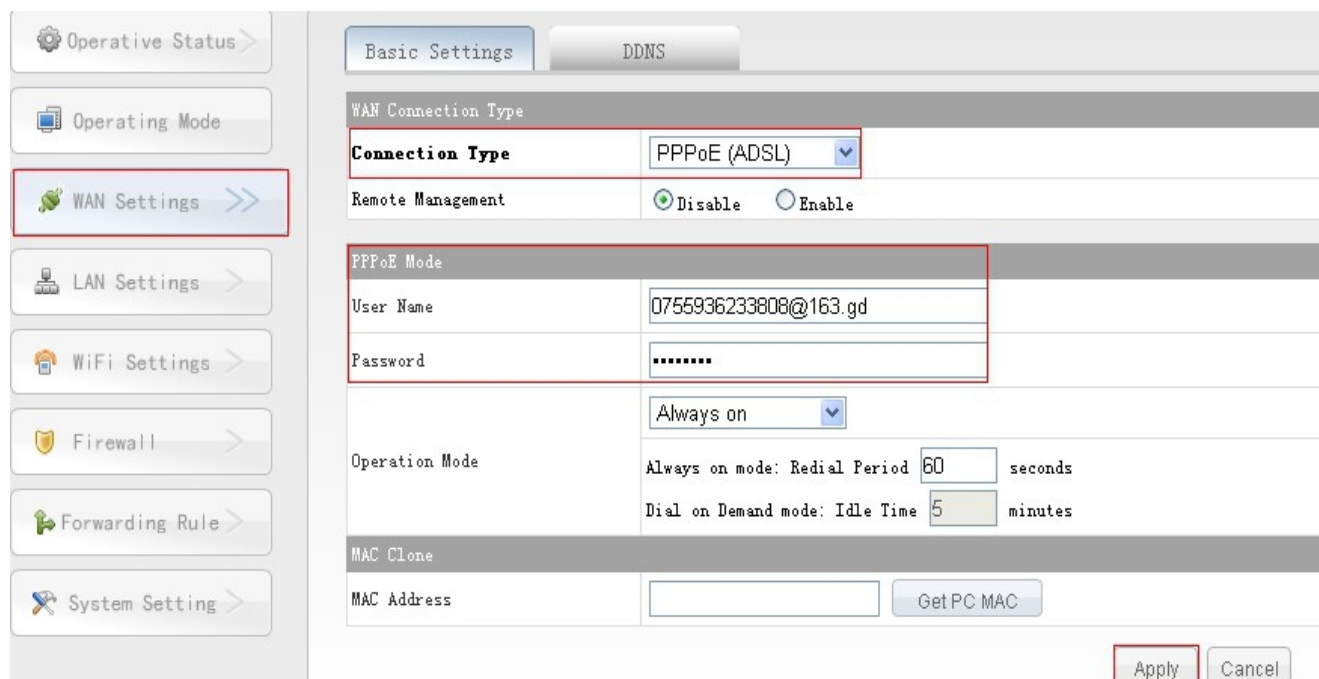 Operative Status
Operating Mode
WAN Settings
LAN Settings
WiFi Settings
Firewall
Forwarding Rule
System Setting
Basic Settings DDNS
WAN Connection Type
Connection Type PPPoE (ADSL)
Remote Management Disable Enable
PPPoE Mode
User Name 0755936233808@163.gd
Password ••••••••
Operation Mode Always on
Always on mode: Redial Period 60 seconds
Dial on Demand mode: Idle Time 5 minutes
MAC Clone
MAC Address Get PC MAC
Apply Cancel